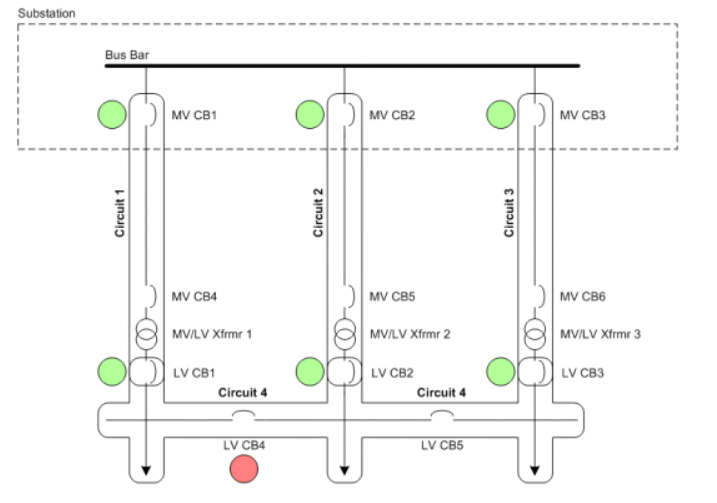 Substation
Bus Bar
MV CB1
MV CB2
MV CB3
Circuit 1
Circuit 2
Circuit 3
MV CB4
MV CB5
MV CB6
MV/LV Xfrmr 1
MV/LV Xfrmr 2
MV/LV Xfrmr 3
LV CB1
LV CB2
LV CB3
Circuit 4
Circuit 4
LV CB4
LV CB5